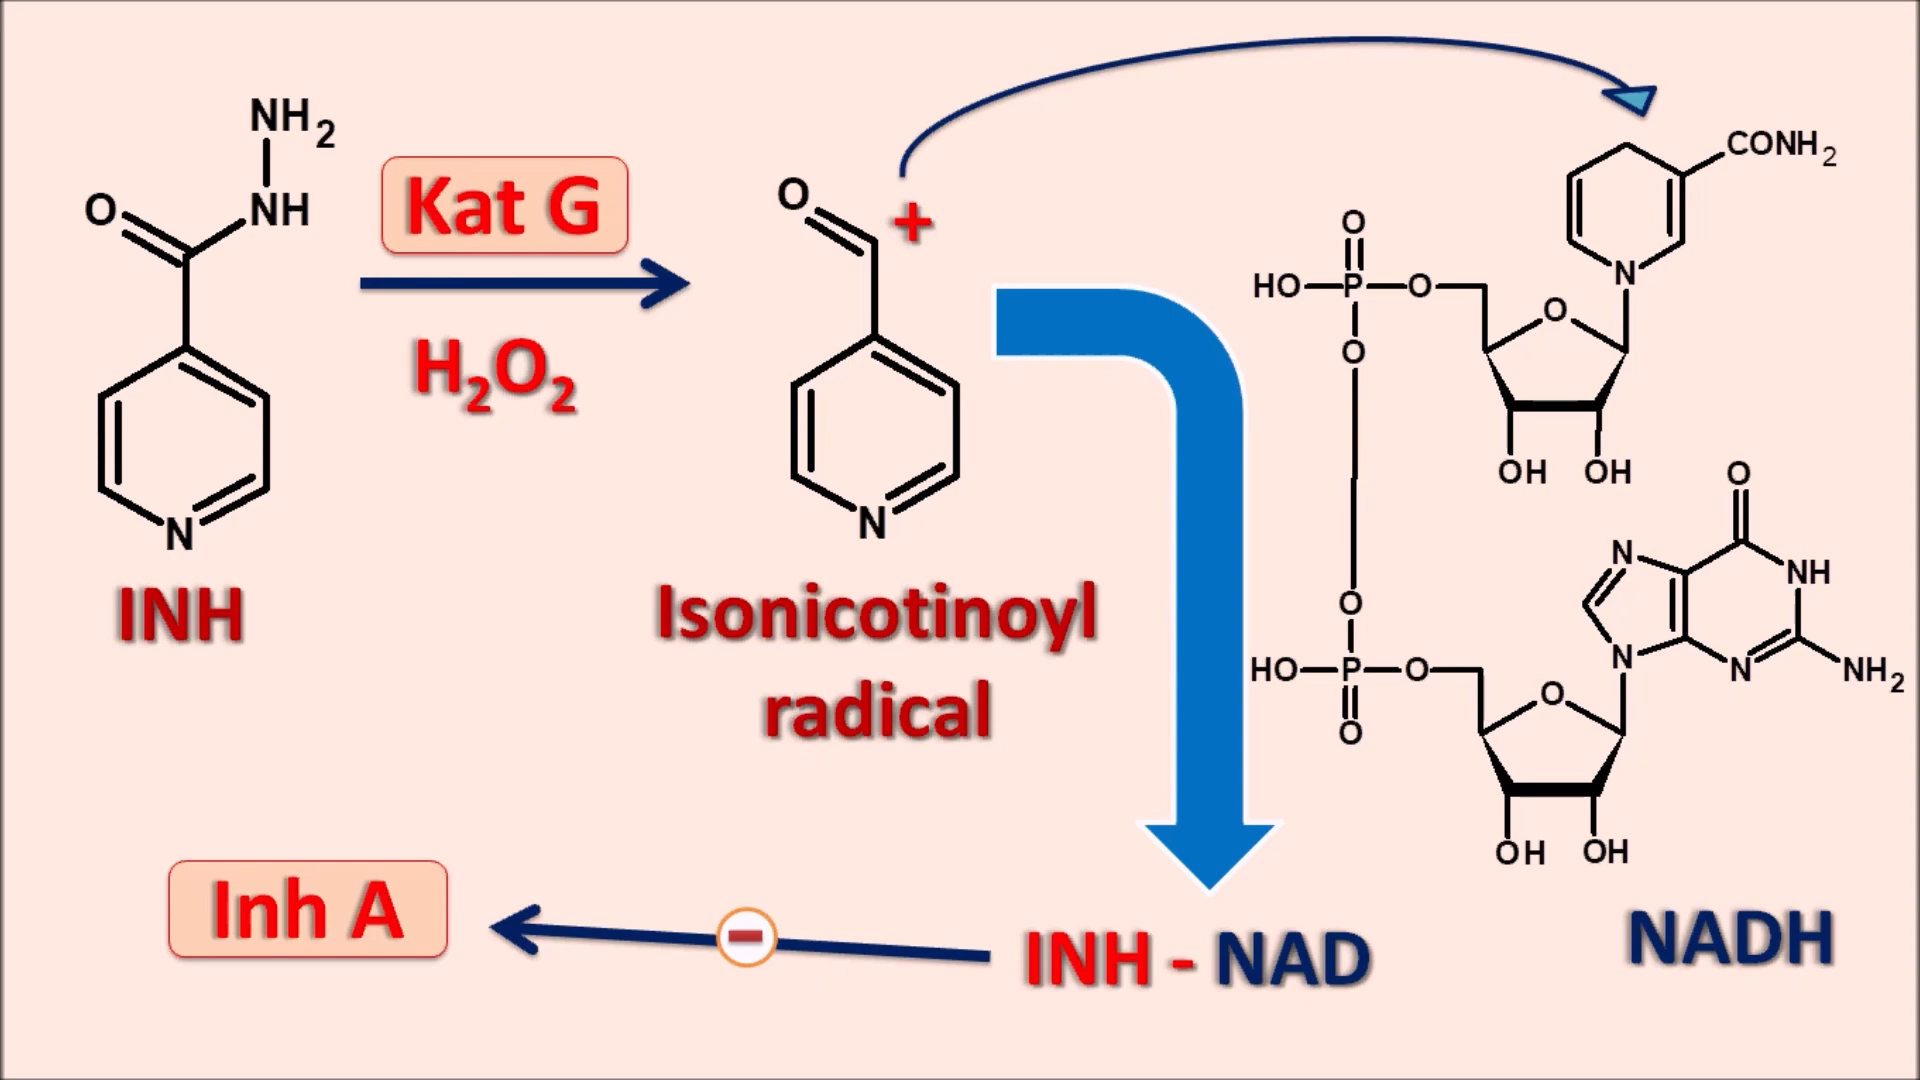 NH2
O
NH
N
INH
Kat G
H2O2
O
+
N
Isonicotinoyl
radical
CONH2
N
O
HO P O
O
O
OH OH
O
N
NH
N
N
NH2
O
HO P O
O
O
OH OH
NADH
INH - NAD
Inh A